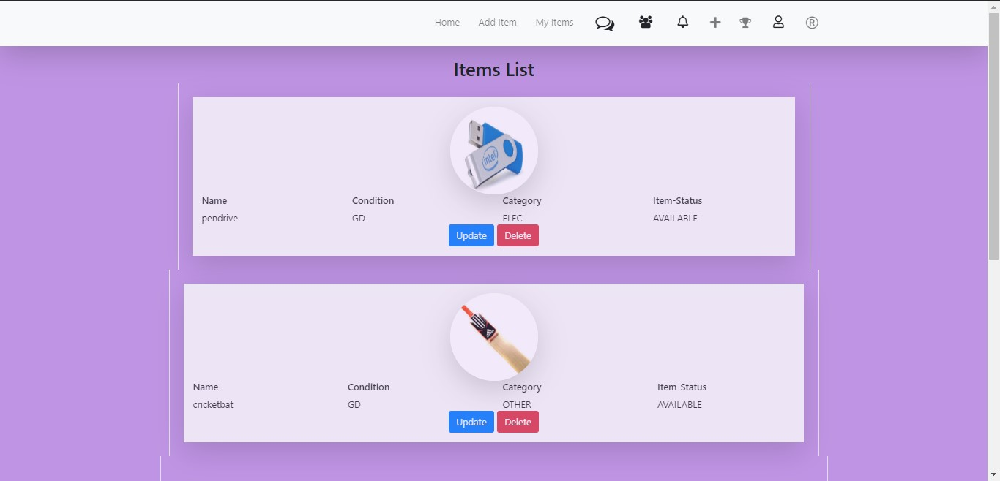 Home Add Item My Items ®
Items List
intel
Name Condition Category Item-Status
pendrive GD ELEC AVAILABLE
Update Delete
Name Condition Category Item-Status
cricketbat GD OTHER AVAILABLE
Update Delete